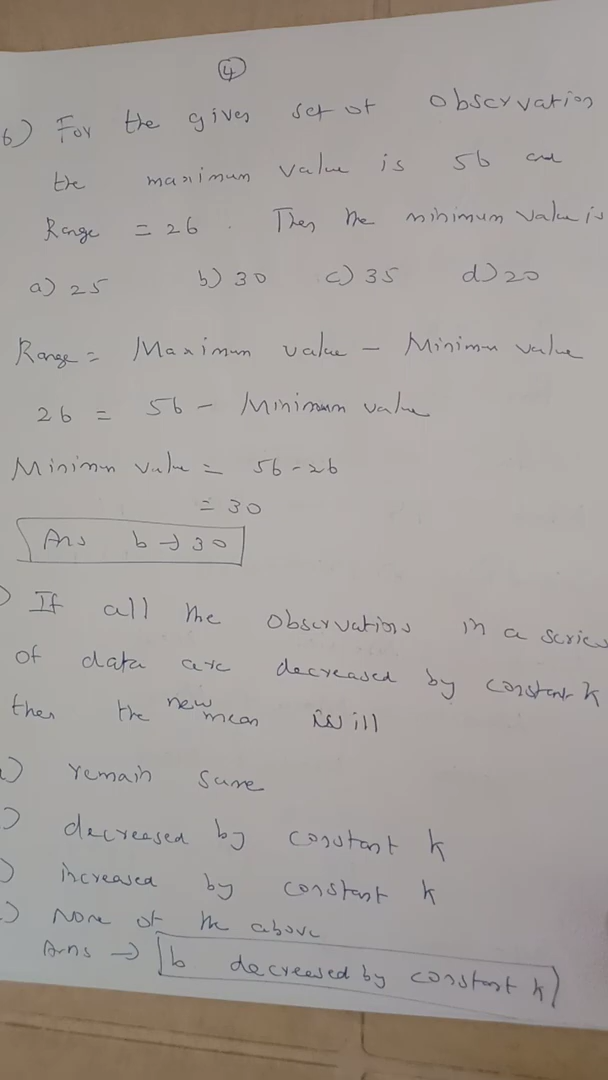 4
6) For the given set of observation
the maximum value is 56 and
Range = 26. Then the minimum value is
a) 25 b) 30 c) 35 d) 20
Range = Maximum value - Minimum value
26 = 56 - Minimum value
Minimum value = 56-26
= 30
Ans b → 30
) If all the observations in a series
of data are decreased by constant k
then the new mean will
) remain same
) decreased by constant k
) increased by constant k
) None of the above
Ans → b decreased by constant k